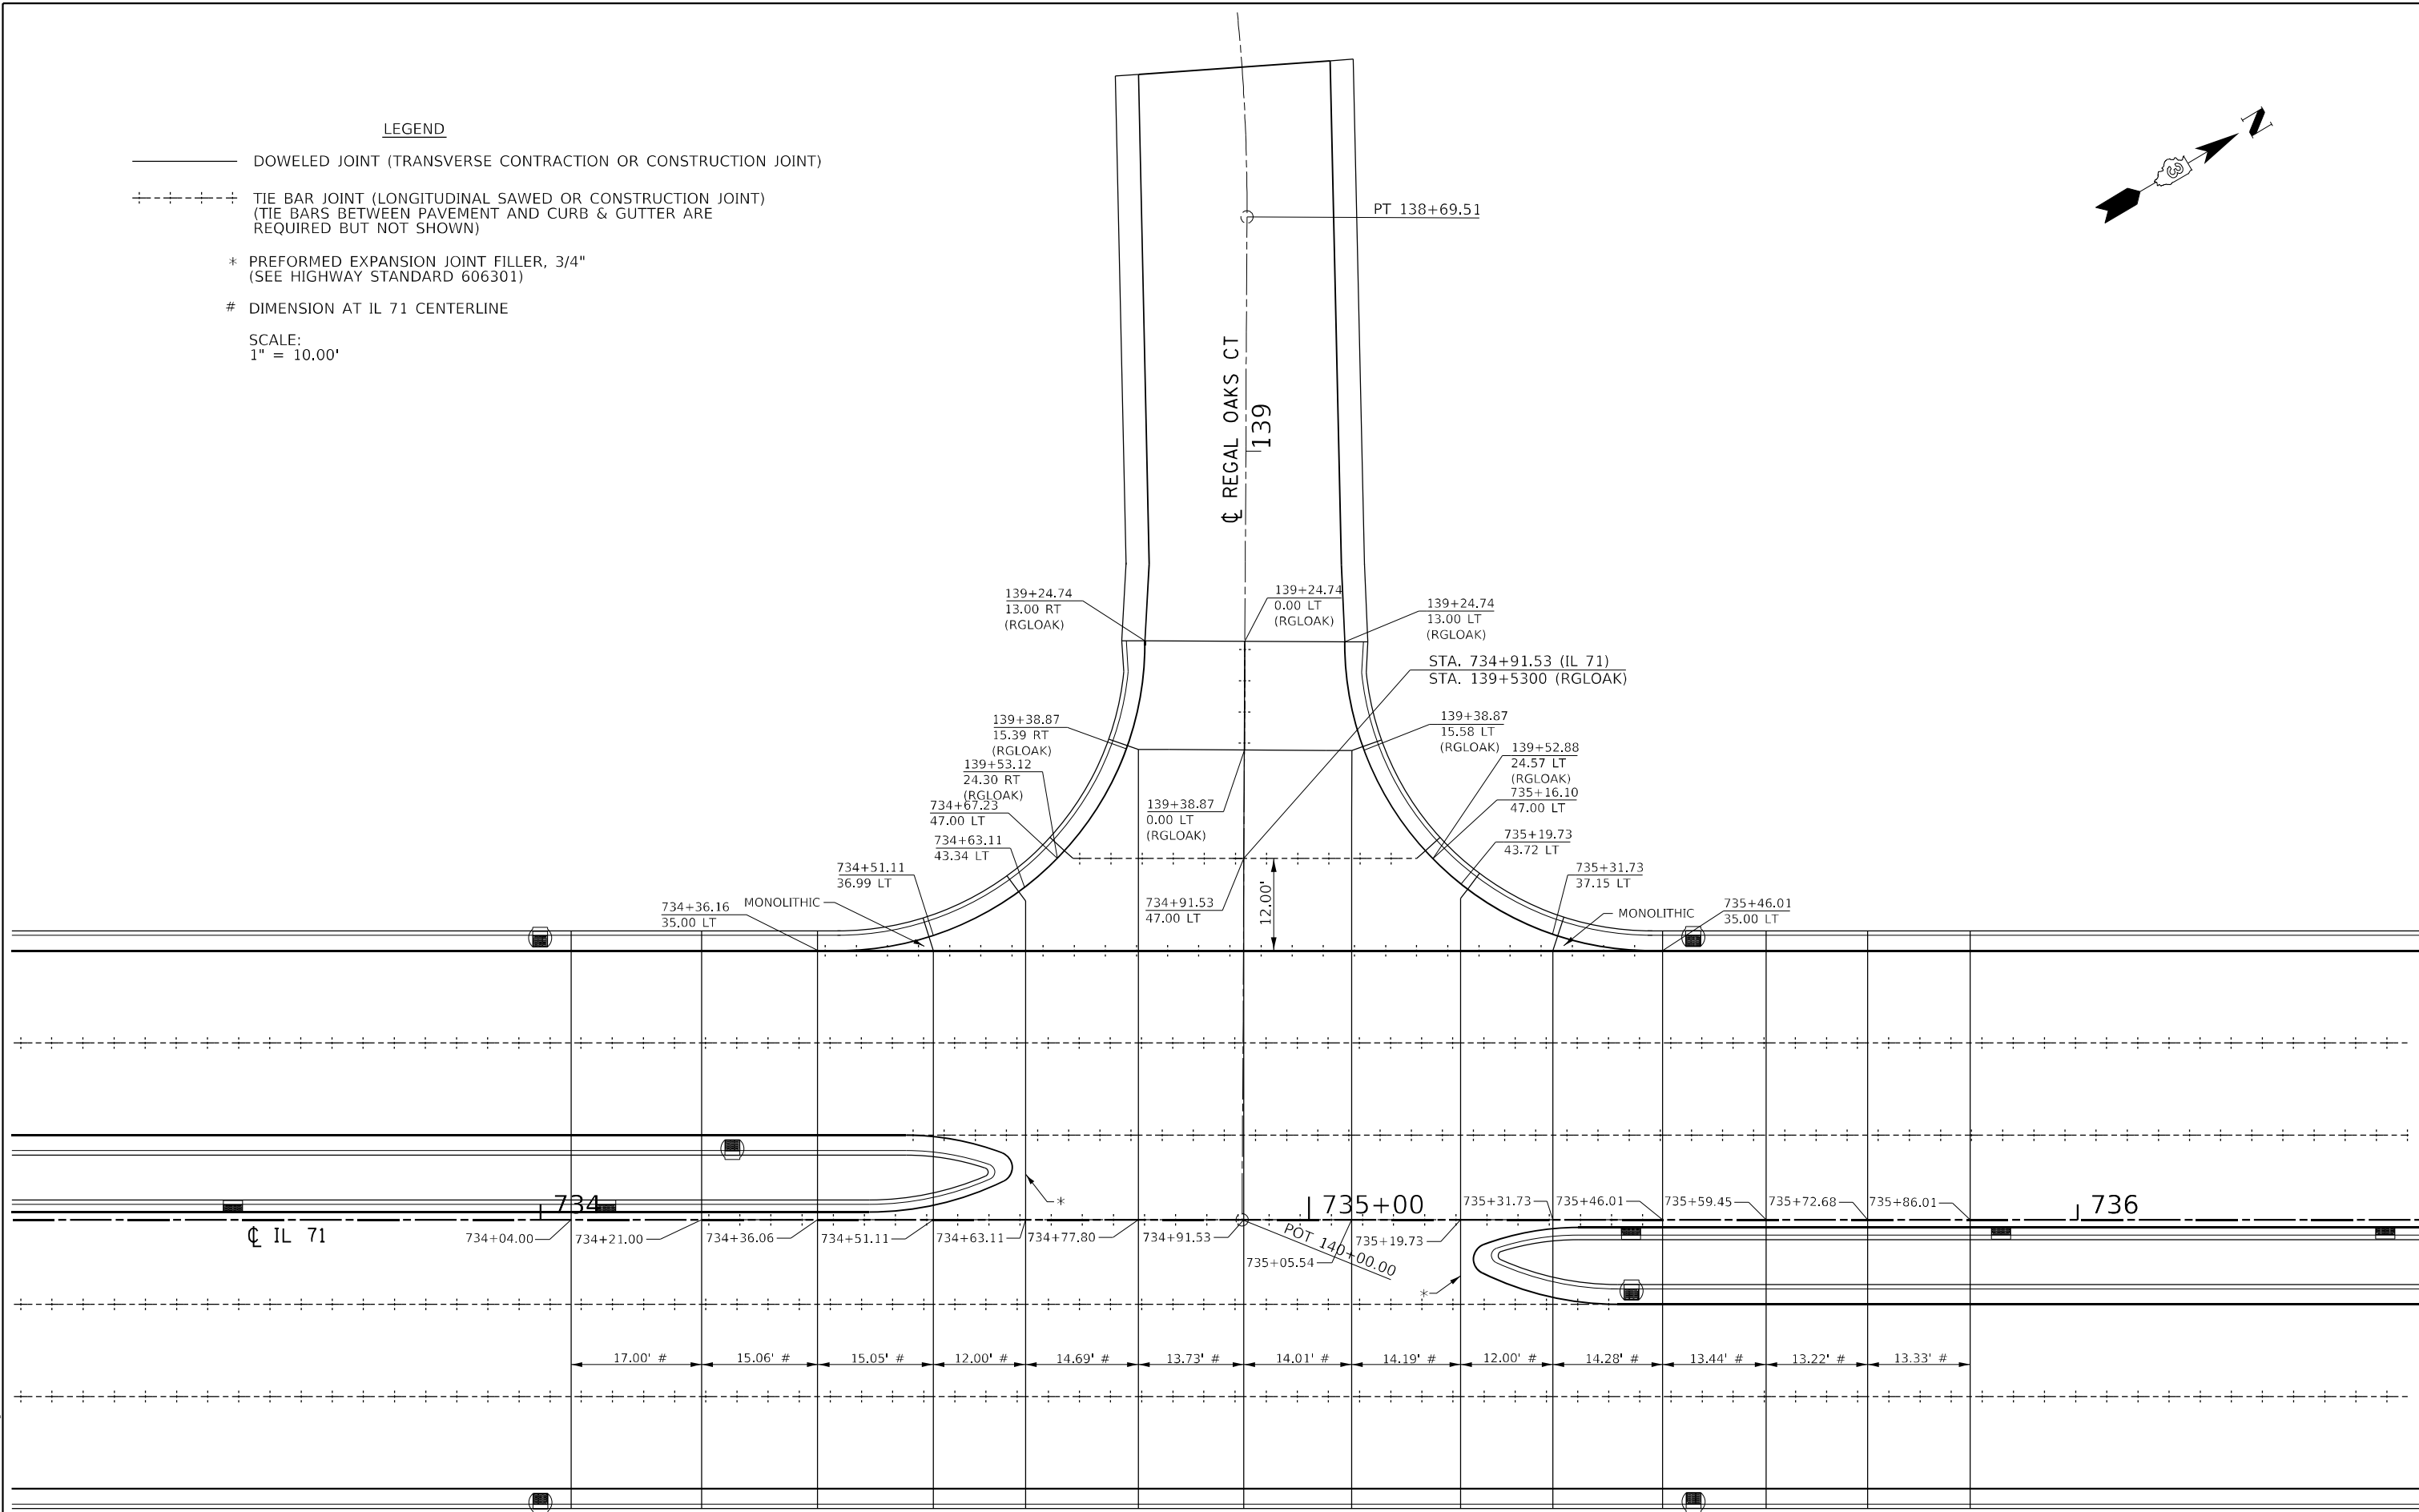 LEGEND
DOWELED JOINT (TRANSVERSE CONTRACTION OR CONSTRUCTION JOINT)
TIE BAR JOINT (LONGITUDINAL SAWED OR CONSTRUCTION JOINT)
(TIE BARS BETWEEN PAVEMENT AND CURB & GUTTER ARE
REQUIRED BUT NOT SHOWN)
* PREFORMED EXPANSION JOINT FILLER, 3/4"
(SEE HIGHWAY STANDARD 606301)
# DIMENSION AT IL 71 CENTERLINE
SCALE:
1" = 10.00'
N
3
PT 138+69.51
℄ REGAL OAKS CT
139
139+24.74
13.00 RT
(RGLOAK)
139+24.74
0.00 LT
(RGLOAK)
139+24.74
13.00 LT
(RGLOAK)
STA. 734+91.53 (IL 71)
STA. 139+5300 (RGLOAK)
139+38.87
15.39 RT
(RGLOAK)
139+38.87
15.58 LT
(RGLOAK)
139+53.12
24.30 RT
(RGLOAK)
139+52.88
24.57 LT
(RGLOAK)
734+67.23
47.00 LT
139+38.87
0.00 LT
(RGLOAK)
735+16.10
47.00 LT
734+63.11
43.34 LT
735+19.73
43.72 LT
734+51.11
36.99 LT
735+31.73
37.15 LT
734+36.16
35.00 LT
MONOLITHIC
734+91.53
47.00 LT
12.00'
MONOLITHIC
735+46.01
35.00 LT
*
734
735+00
736
735+31.73
735+46.01
735+59.45
735+72.68
735+86.01
℄ IL 71
734+04.00
734+21.00
734+36.06
734+51.11
734+63.11
734+77.80
734+91.53
POT 140+00.00
735+05.54
735+19.73
*
17.00' #
15.06' #
15.05' #
12.00' #
14.69' #
13.73' #
14.01' #
14.19' #
12.00' #
14.28' #
13.44' #
13.22' #
13.33' #